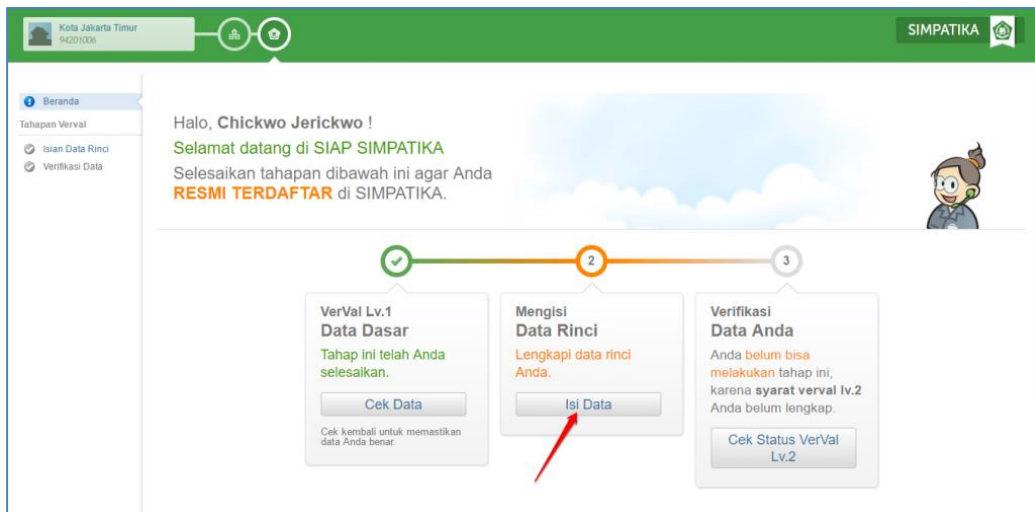 Kota Jakarta Timur
94201006
SIMPATIKA
Beranda
Tahapan Verval
Isian Data Rinci
Verifikasi Data
Halo, Chickwo Jerickwo !
Selamat datang di SIAP SIMPATIKA
Selesaikan tahapan dibawah ini agar Anda
RESMI TERDAFTAR di SIMPATIKA.
2
3
VerVal Lv.1
Data Dasar
Tahap ini telah Anda
selesaikan.
Cek Data
Cek kembali untuk memastikan
data Anda benar.
Mengisi
Data Rinci
Lengkapi data rinci
Anda.
Isi Data
Verifikasi
Data Anda
Anda belum bisa
melakukan tahap ini,
karena syarat verval lv.2
Anda belum lengkap.
Cek Status VerVal
Lv.2